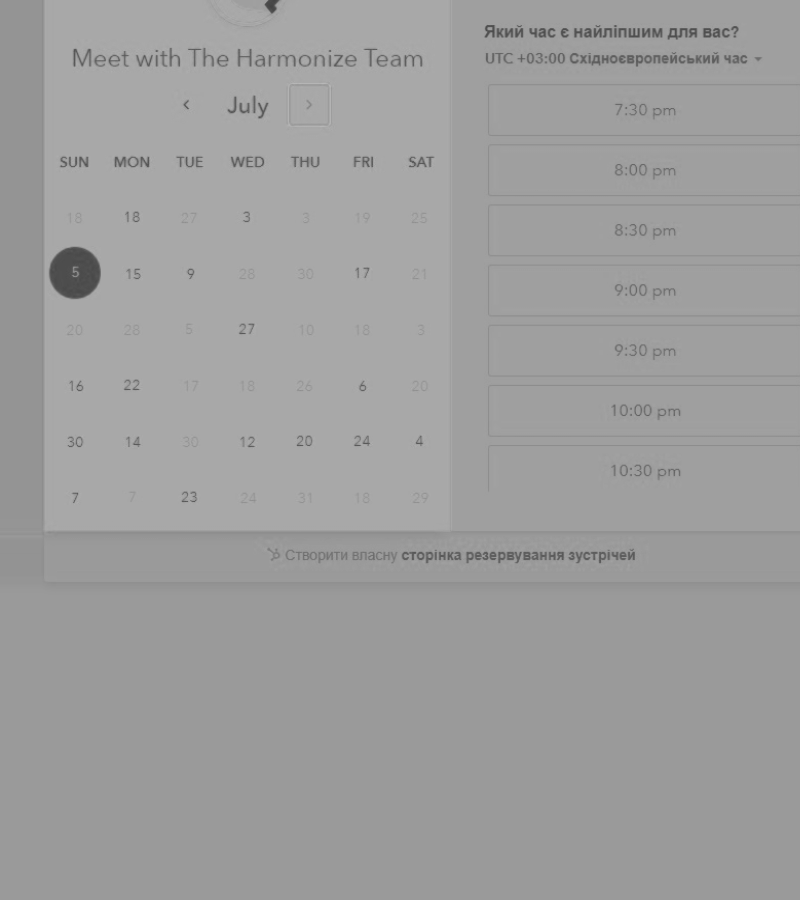 Meet with The Harmonize Team
July
SUN MON TUE WED THU FRI SAT
18 18 27 3 3 19 25
5 15 9 28 30 17 21
20 28 5 27 10 18 3
16 22 17 18 26 6 20
30 14 30 12 20 24 4
7 7 23 24 31 18 29
Який час є найліпшим для вас?
UTC +03:00 Східноєвропейський час
7:30 pm
8:00 pm
8:30 pm
9:00 pm
9:30 pm
10:00 pm
10:30 pm
Створити власну сторінка резервування зустрічей